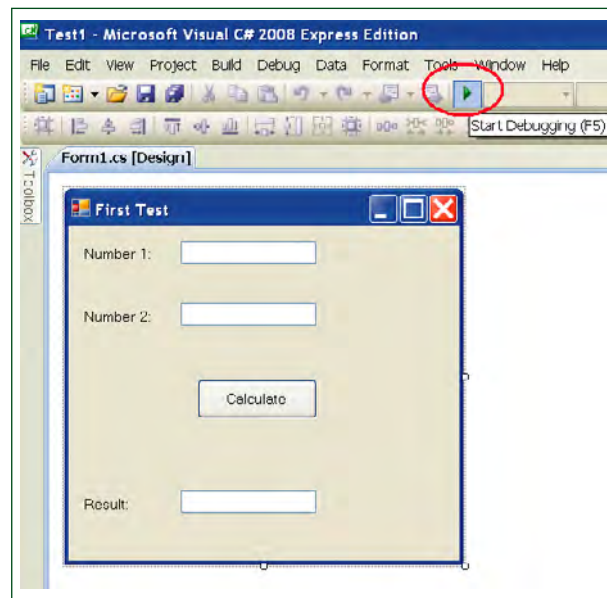 Test1 - Microsoft Visual C# 2008 Express Edition
File Edit View Project Build Debug Data Format Tools Window Help
Start Debugging (F5)
Form1.cs [Design]
Toolbox
First Test
Number 1:
Number 2:
Calculate
Result: